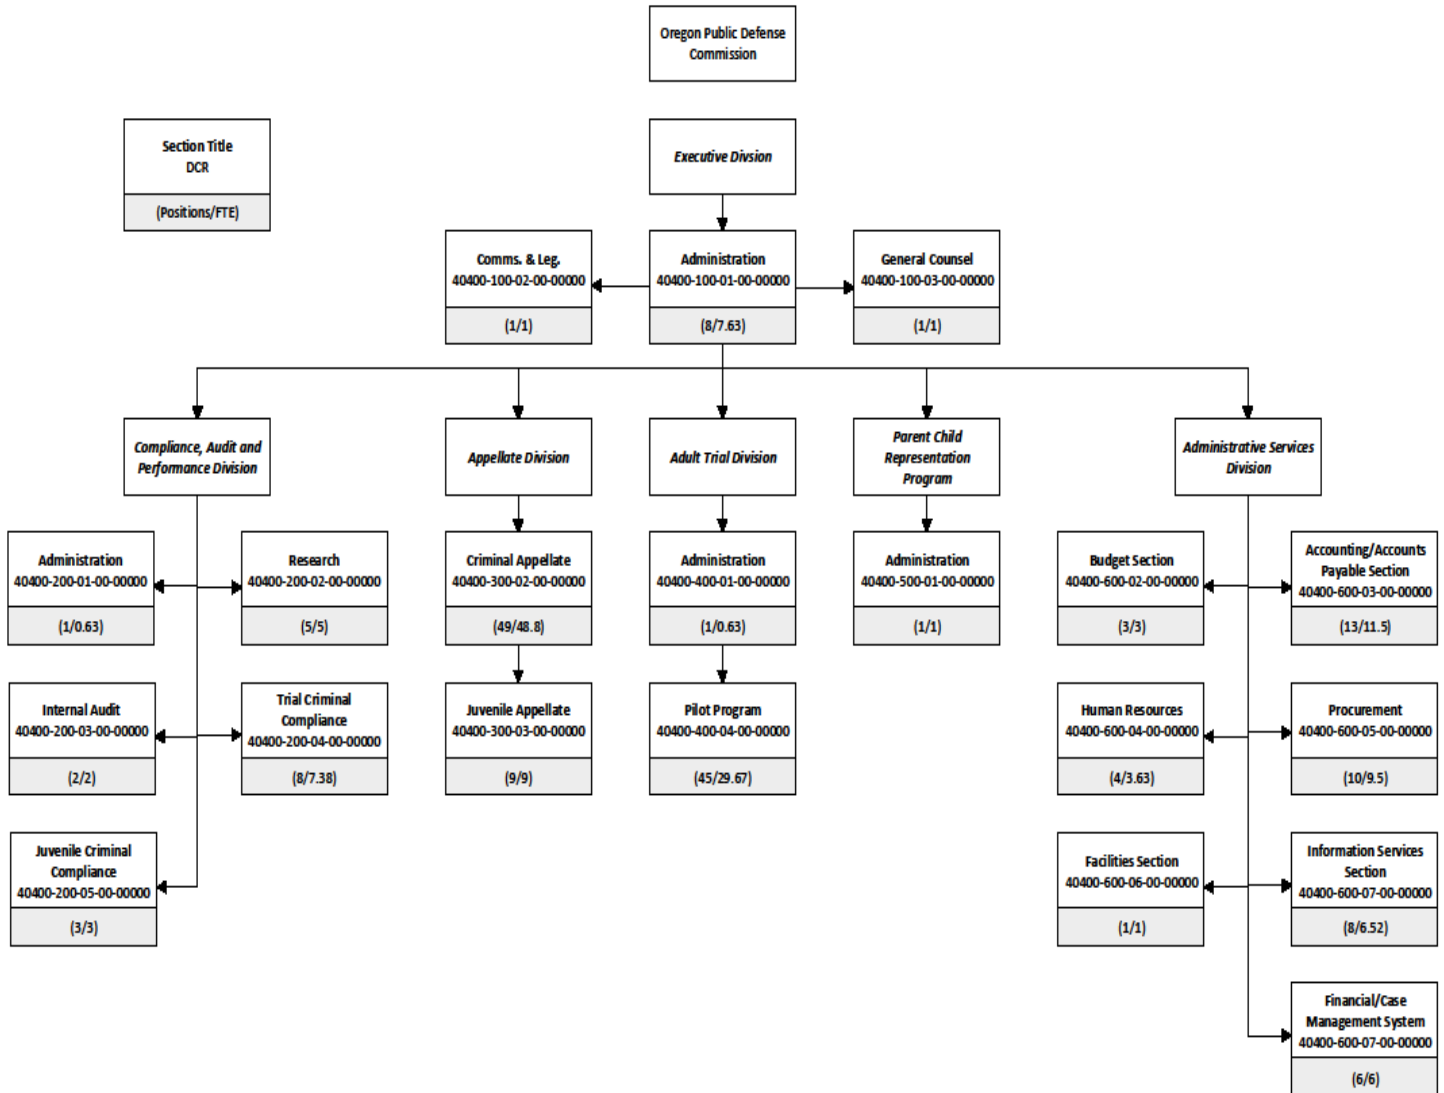 Oregon Public Defense
Commission
Section Title
DCR
(Positions/FTE)
Executive Divsion
Comms. & Leg.
40400-100-02-00-00000
(1/1)
Administration
40400-100-01-00-00000
(8/7.63)
General Counsel
40400-100-03-00-00000
(1/1)
Compliance, Audit and
Performance Division
Appellate Division
Adult Trial Division
Parent Child
Representation
Program
Administrative Services
Division
Administration
40400-200-01-00-00000
(1/0.63)
Research
40400-200-02-00-00000
(5/5)
Criminal Appellate
40400-300-02-00-00000
(49/48.8)
Administration
40400-400-01-00-00000
(1/0.63)
Administration
40400-500-01-00-00000
(1/1)
Budget Section
40400-600-02-00-00000
(3/3)
Accounting/Accounts
Payable Section
40400-600-03-00-00000
(13/11.5)
Internal Audit
40400-200-03-00-00000
(2/2)
Trial Criminal
Compliance
40400-200-04-00-00000
(8/7.38)
Juvenile Appellate
40400-300-03-00-00000
(9/9)
Pilot Program
40400-400-04-00-00000
(45/29.67)
Human Resources
40400-600-04-00-00000
(4/3.63)
Procurement
40400-600-05-00-00000
(10/9.5)
Juvenile Criminal
Compliance
40400-200-05-00-00000
(3/3)
Facilities Section
40400-600-06-00-00000
(1/1)
Information Services
Section
40400-600-07-00-00000
(8/6.52)
Financial/Case
Management System
40400-600-07-00-00000
(6/6)